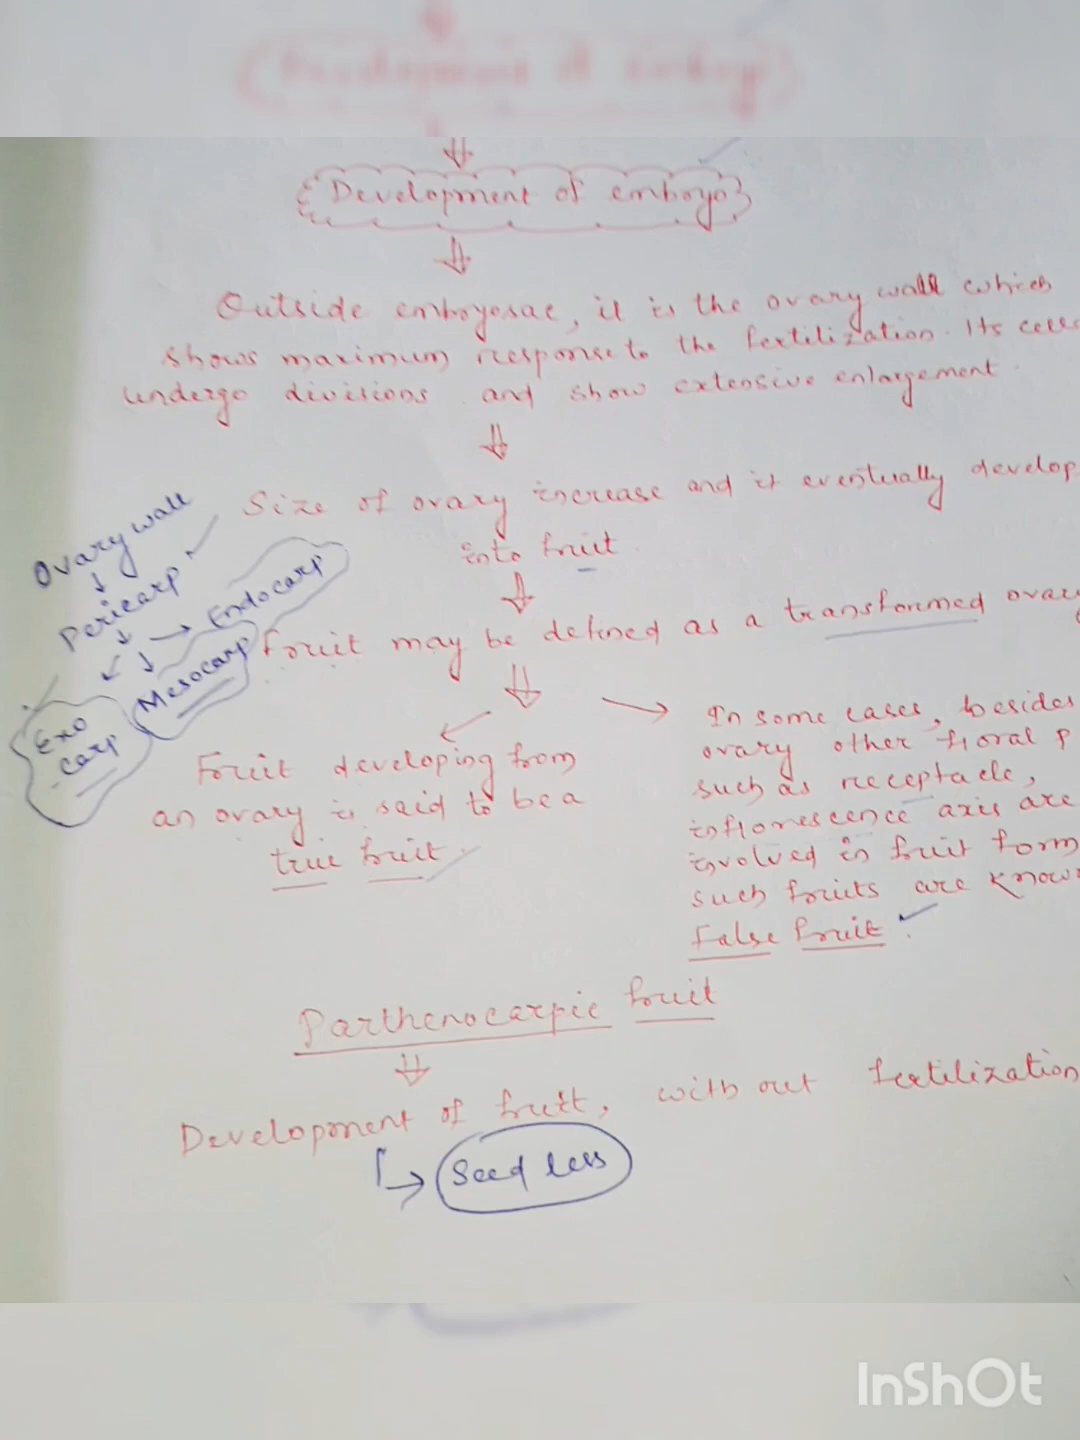 Development of embryo
Outside embryosac, it is the ovary wall which
shows maximum response to the fertilization. Its cells
undergo divisions and show extensive enlargement.
Size of ovary increase and it eventually develop
into fruit
Ovary wall
Pericarp
Endocarp
Mesocarp
Exo
carp
Fruit may be defined as a transformed ovary
Fruit developing from
an ovary is said to be a
true fruit.
In some cases, besides
ovary other floral p
such as receptacle,
inflorescence axis are
involved in fruit form
such fruits are known
False fruit.
Parthenocarpic fruit
Development of fruit, with out fertilization
Seed less
InShOt